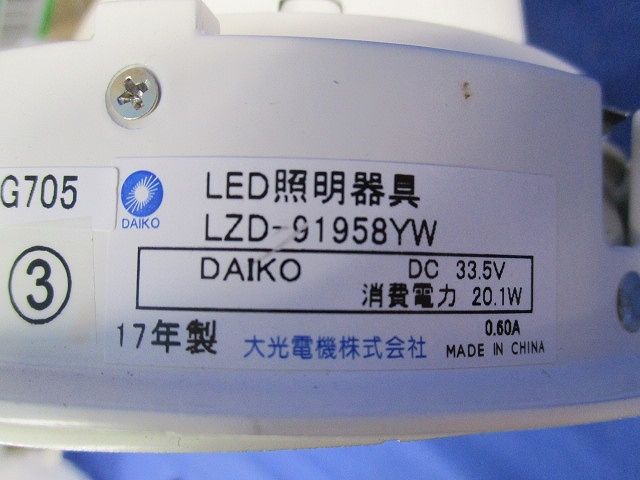 G705
③
DAIKO
LED照明器具
LZD-91958YW
DAIKO DC 33.5V
消費電力 20.1W
0.60A
17年製 大光電機株式会社 MADE IN CHINA